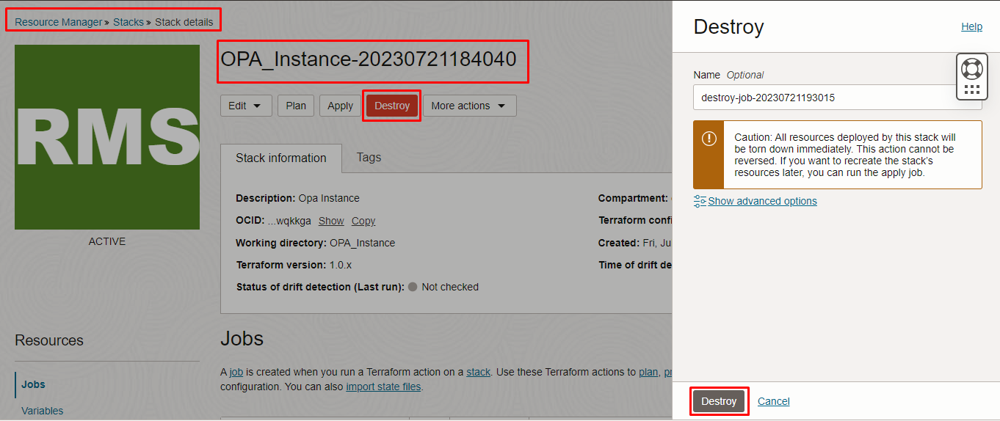 Resource Manager » Stacks » Stack details
RMS
ACTIVE
OPA_Instance-20230721184040
Edit Plan Apply Destroy More actions
Stack information Tags
Description: Opa Instance
OCID: ...wqkkga Show Copy
Working directory: OPA_Instance
Terraform version: 1.0.x
Status of drift detection (Last run): Not checked
Compartment:
Terraform confi
Created: Fri, Ju
Time of drift de
Resources
Jobs
Variables
Jobs
A job is created when you run a Terraform action on a stack. Use these Terraform actions to plan, pr
configuration. You can also import state files.
Destroy
Help
Name Optional
destroy-job-20230721193015
Caution: All resources deployed by this stack will
be torn down immediately. This action cannot be
reversed. If you want to recreate the stack's
resources later, you can run the apply job.
Show advanced options
Destroy Cancel